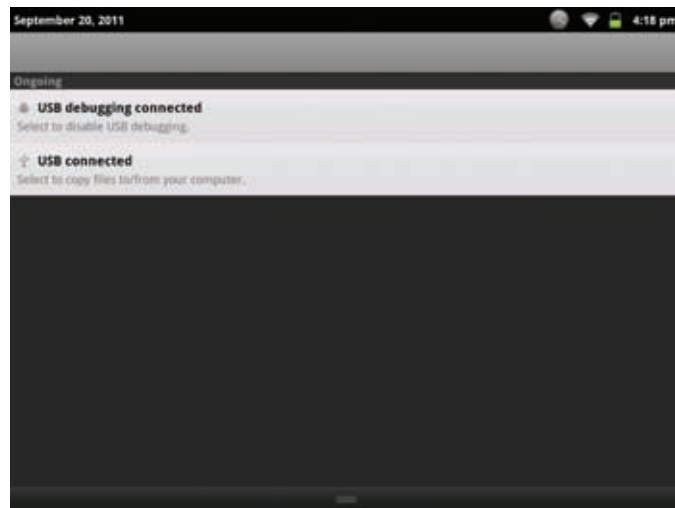 September 20, 2011 4:18 pm
Ongoing
USB debugging connected
Select to disable USB debugging.
USB connected
Select to copy files to/from your computer.